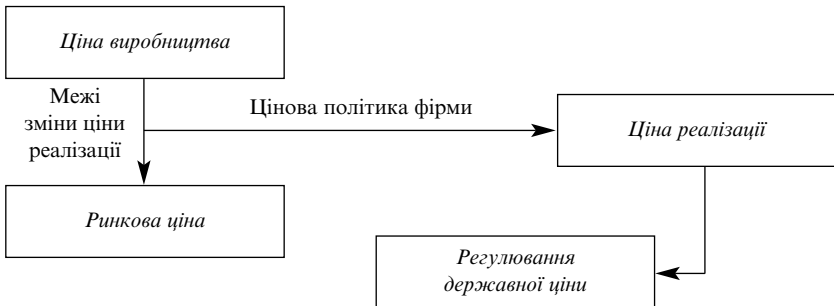 Ціна виробництва
Межі
зміни ціни
реалізації
Цінова політика фірми
Ціна реалізації
Ринкова ціна
Регулювання
державної ціни